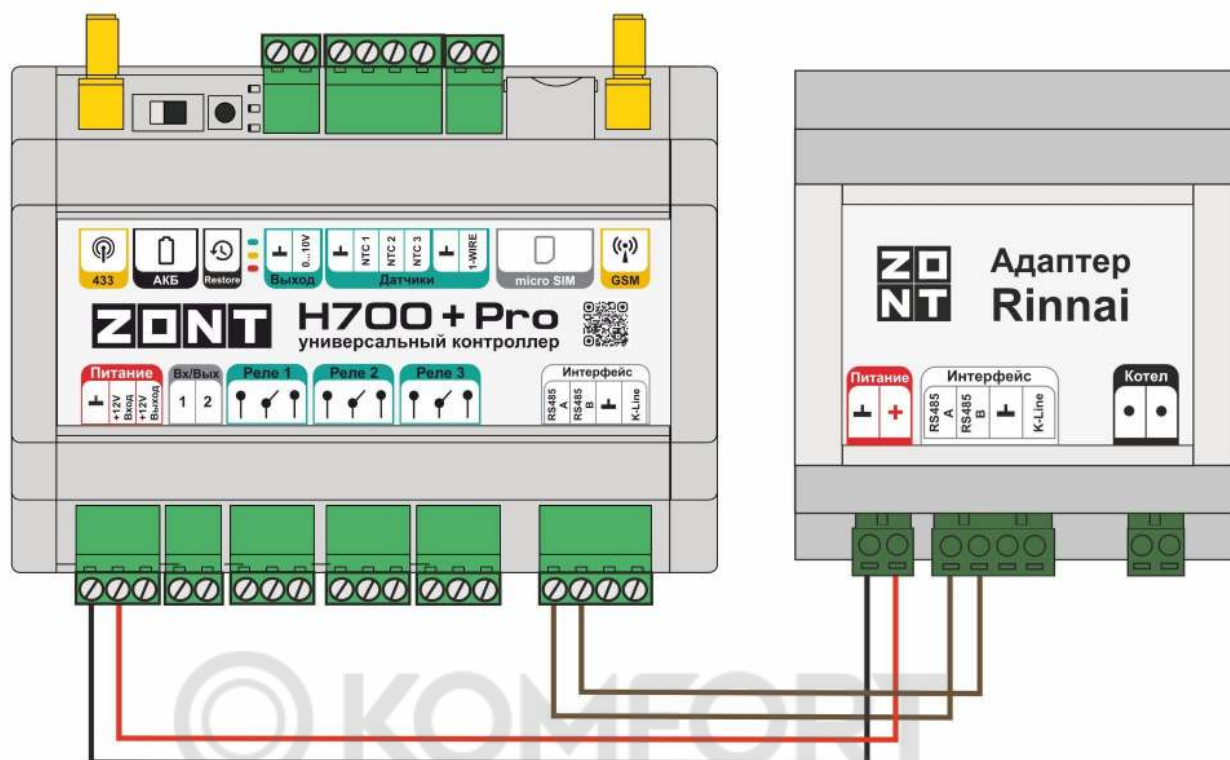 0...10V
NTC 1
NTC 2
NTC 3
1-WIRE
433
АКБ
Restore
Выход
Датчики
micro SIM
GSM
ZONT H700+Pro
универсальный контроллер
Питание
Вх/Вых
Реле 1
Реле 2
Реле 3
Интерфейс
+12V
Вход
+12V
Выход
1 2
RS485
A
RS485
B
K-Line
ZONT
Адаптер
Rinnai
Питание
Интерфейс
Котел
+
RS485
A
RS485
B
K-Line
KOMFORT